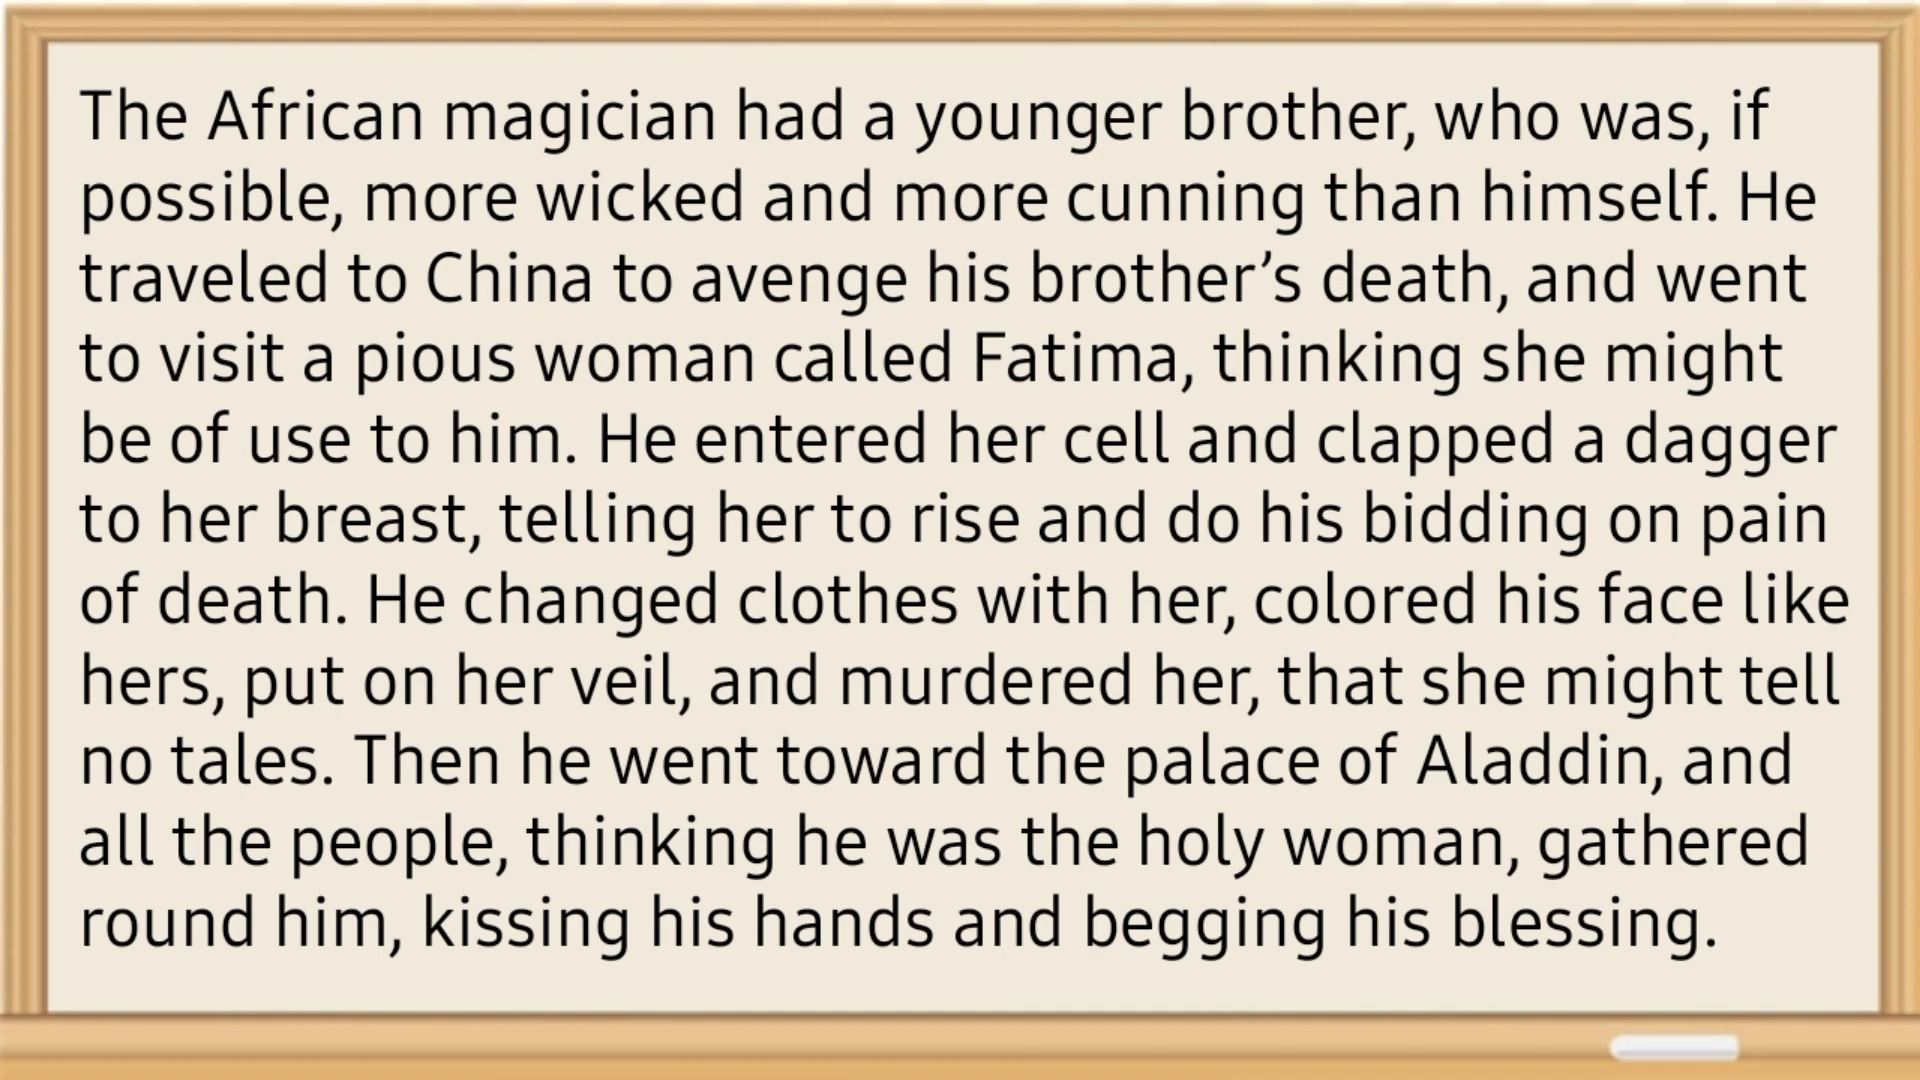 The African magician had a younger brother, who was, if
possible, more wicked and more cunning than himself. He
traveled to China to avenge his brother’s death, and went
to visit a pious woman called Fatima, thinking she might
be of use to him. He entered her cell and clapped a dagger
to her breast, telling her to rise and do his bidding on pain
of death. He changed clothes with her, colored his face like
hers, put on her veil, and murdered her, that she might tell
no tales. Then he went toward the palace of Aladdin, and
all the people, thinking he was the holy woman, gathered
round him, kissing his hands and begging his blessing.